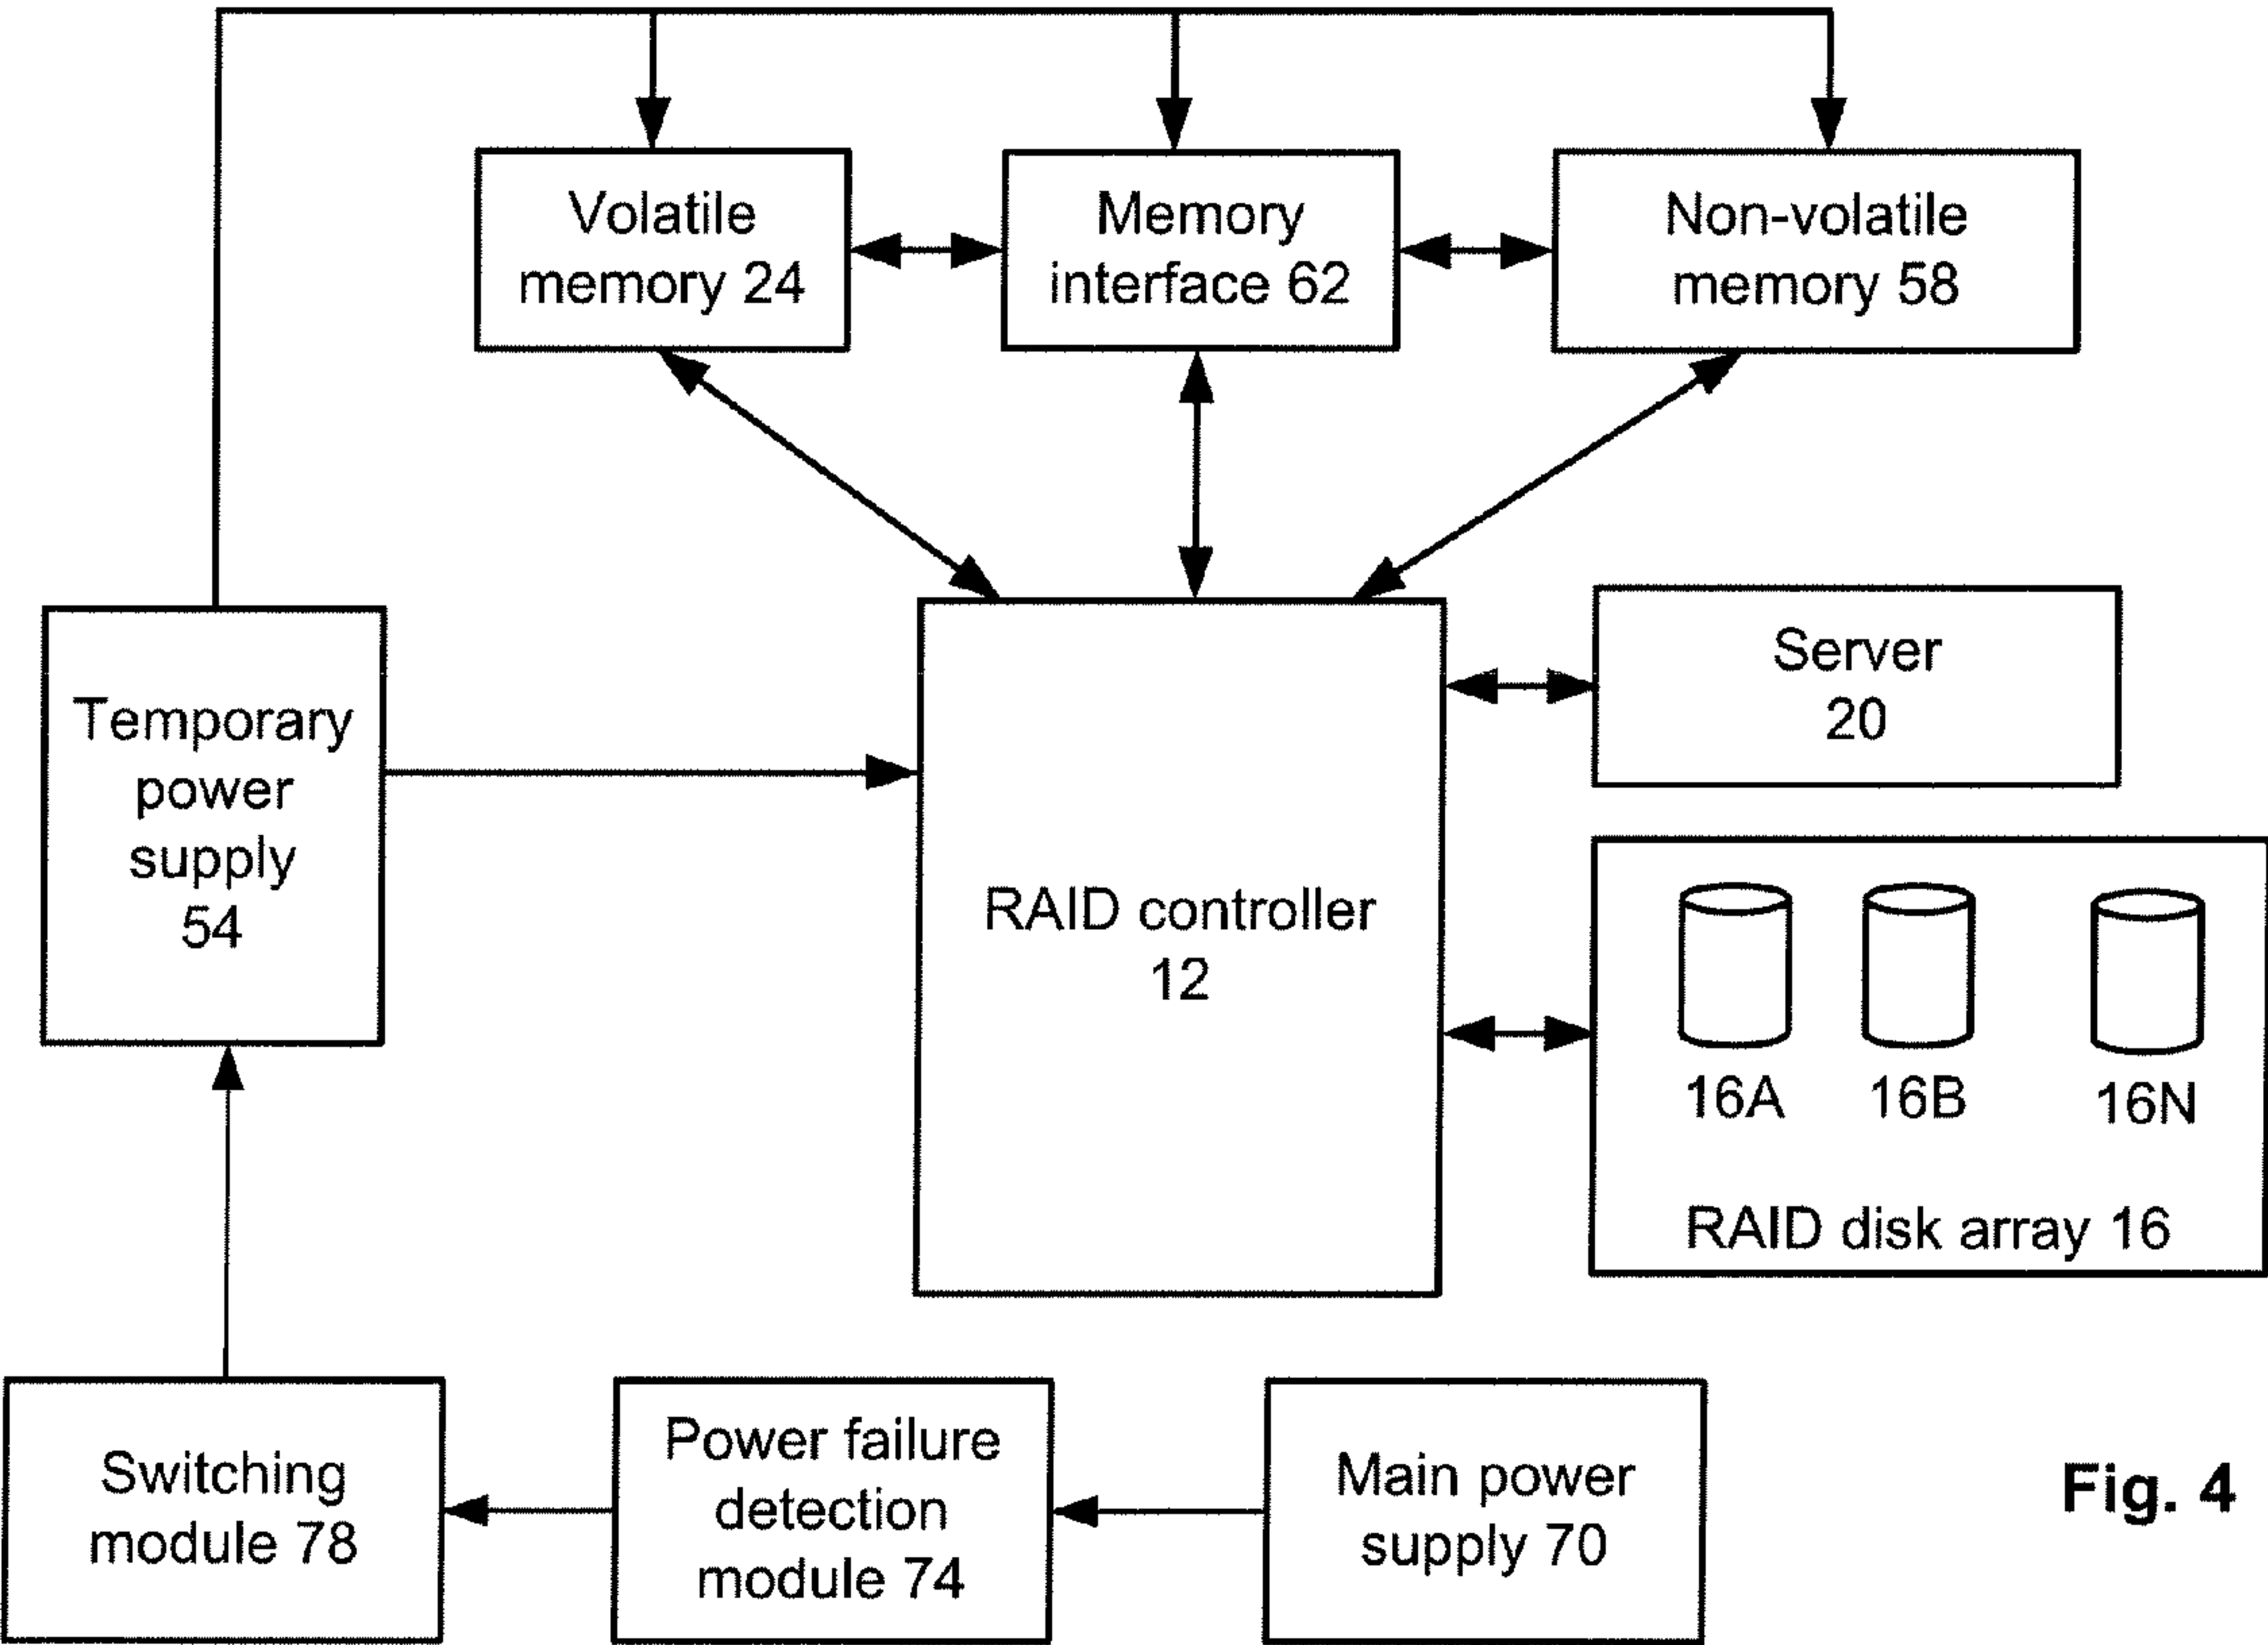 Volatile
memory 24
Memory
interface 62
Non-volatile
memory 58
Temporary
power
supply
54
RAID controller
12
Server
20
16A
16B
16N
RAID disk array 16
Switching
module 78
Power failure
detection
module 74
Main power
supply 70
Fig. 4